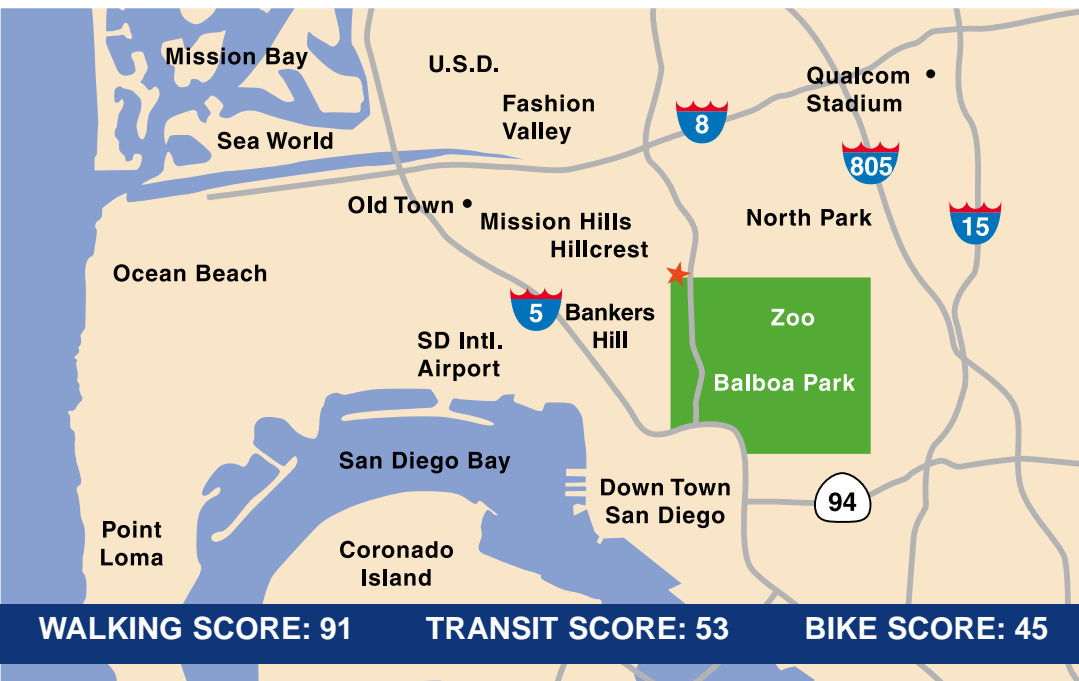 Mission Bay
U.S.D.
Qualcom
Stadium
Fashion
Valley
8
Sea World
805
Old Town
Mission Hills
Hillcrest
North Park
15
Ocean Beach
5
Bankers
Hill
Zoo
SD Intl.
Airport
Balboa Park
San Diego Bay
Down Town
San Diego
94
Point
Loma
Coronado
Island
WALKING SCORE: 91 TRANSIT SCORE: 53 BIKE SCORE: 45